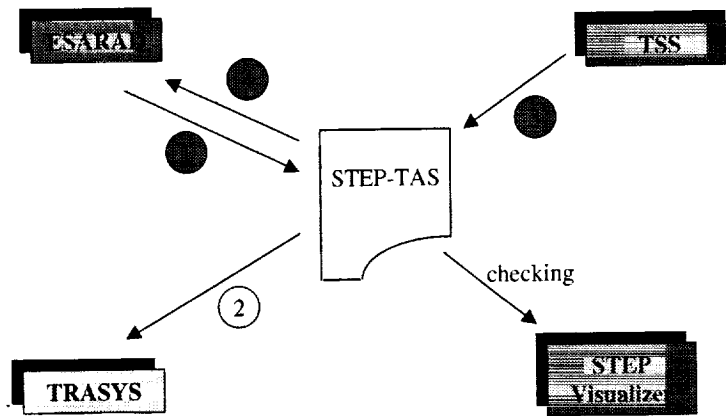 ESARAD
TSS
STEP-TAS
checking
2
TRASYS
STEP
Visualizer